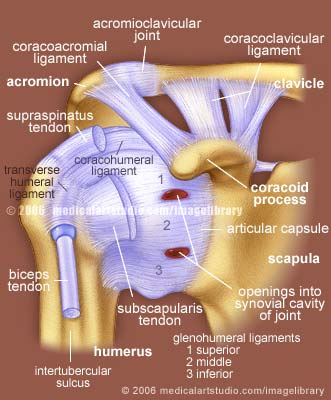 acromioclavicular
joint
coracoacromial
ligament
coracoclavicular
ligament
acromion
clavicle
supraspinatus
tendon
coracohumeral
ligament
transverse
humeral
ligament
1
coracoid
process
© 2006 medicalartstudio.com/imagelibrary
2
articular capsule
scapula
3
biceps
tendon
subscapularis
tendon
openings into
synovial cavity
of joint
humerus
glenohumeral ligaments
1 superior
2 middle
3 inferior
intertubercular
sulcus
© 2006 medicalartstudio.com/imagelibrary